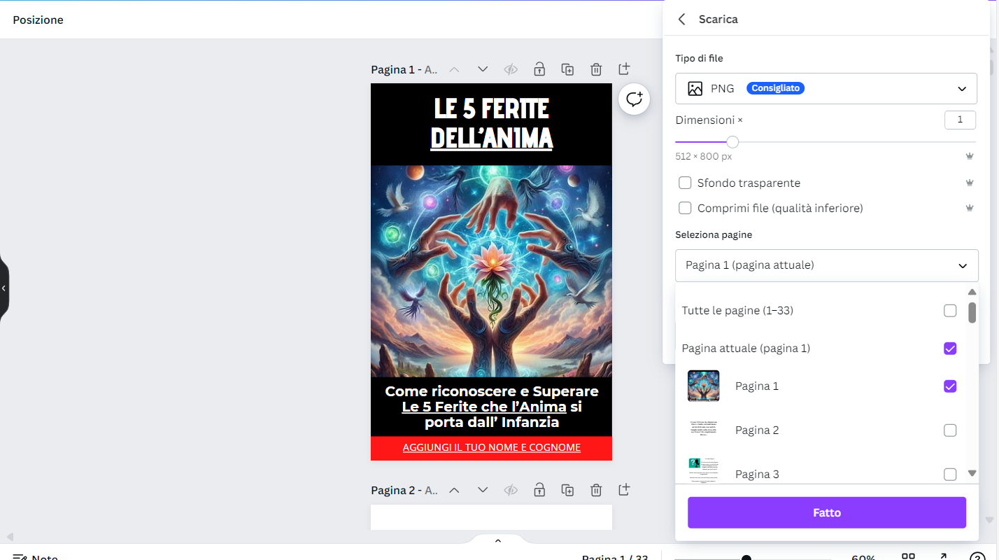 Posizione
Scarica
Tipo di file
PNG Consigliato
Dimensioni × 1
512 × 800 px
Sfondo trasparente
Comprimi file (qualità inferiore)
Seleziona pagine
Pagina 1 (pagina attuale)
Tutte le pagine (1–33)
Pagina attuale (pagina 1)
Pagina 1
Pagina 2
Pagina 3
Fatto
Pagina 1 - A..
LE 5 FERITE
DELL'ANIMA
Come riconoscere e Superare
Le 5 Ferite che l'Anima si
porta dall' Infanzia
AGGIUNGI IL TUO NOME E COGNOME
Pagina 2 - A..
Note
Pagina 1 / 33
60%